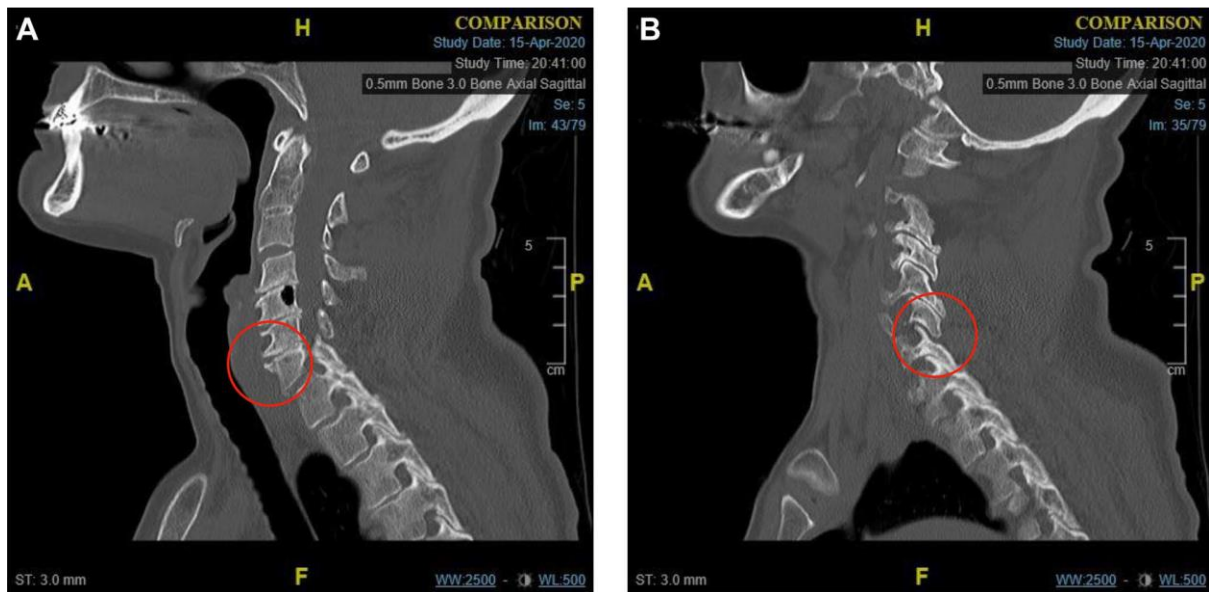 A
H
COMPARISON
Study Date: 15-Apr-2020
Study Time: 20:41:00
0.5mm Bone 3.0 Bone Axial Sagittal
Se: 5
Im: 43/79
5
A
P
cm
ST: 3.0 mm
F
WW:2500 - WL:500
B
H
COMPARISON
Study Date: 15-Apr-2020
Study Time: 20:41:00
0.5mm Bone 3.0 Bone Axial Sagittal
Se: 5
Im: 35/79
5
A
P
cm
ST: 3.0 mm
F
WW:2500 - WL:500